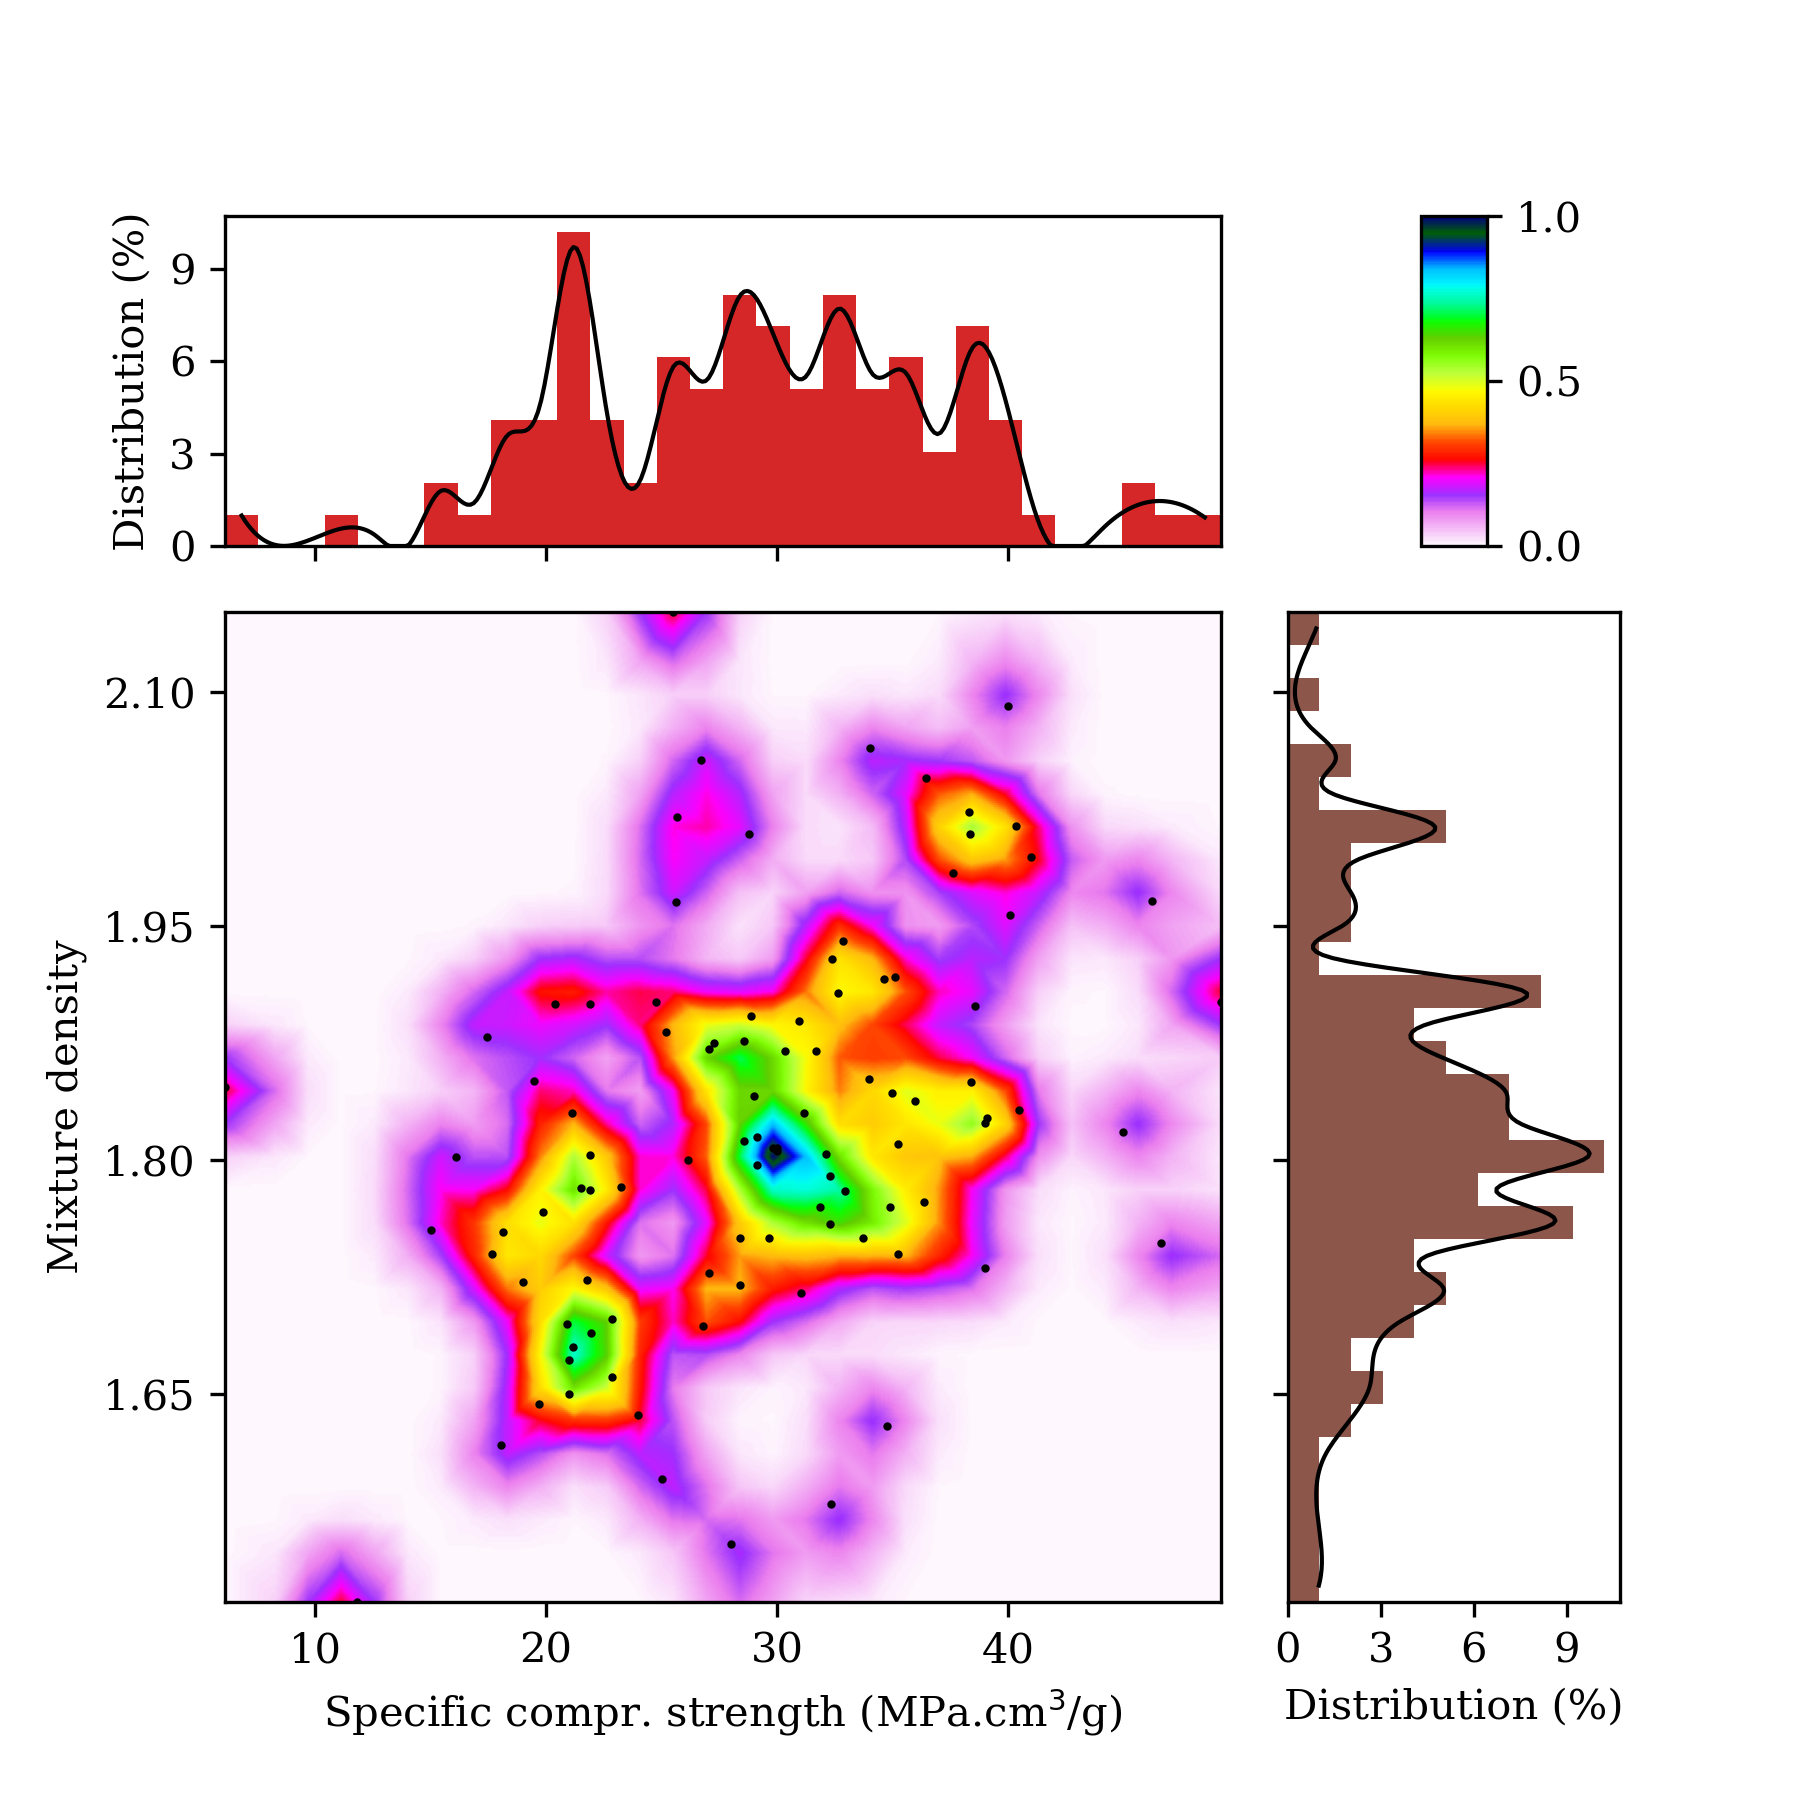 Distribution (%)
9
6
3
0
1.0
0.5
0.0
Mixture density
2.10
1.95
1.80
1.65
10 20 30 40
Specific compr. strength (MPa.cm³/g)
0 3 6 9
Distribution (%)